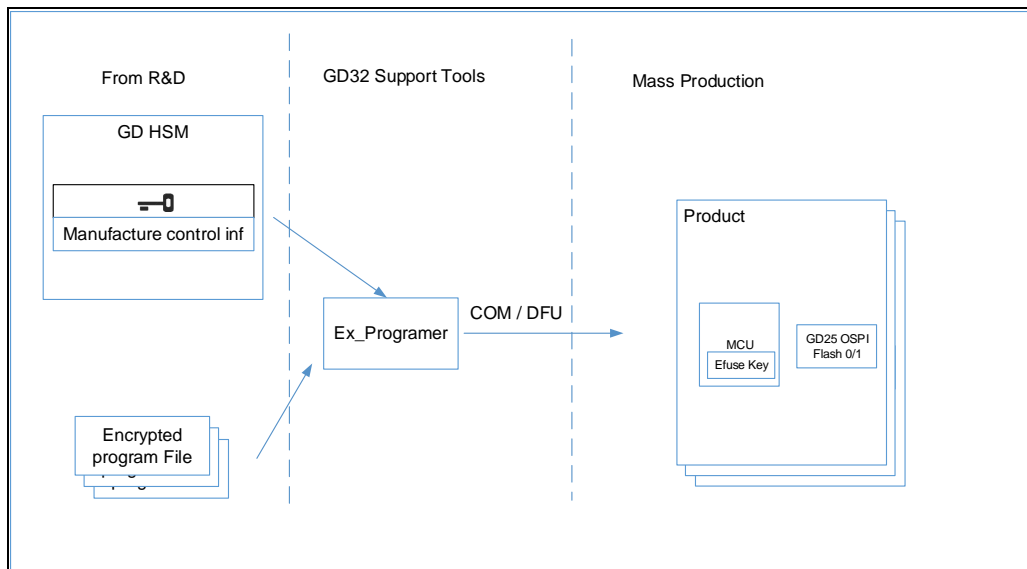 From R&D
GD32 Support Tools
Mass Production
GD HSM
Manufacture control inf
Encrypted
program File
Ex_Programer
COM / DFU
Product
MCU
Efuse Key
GD25 OSPI
Flash 0/1